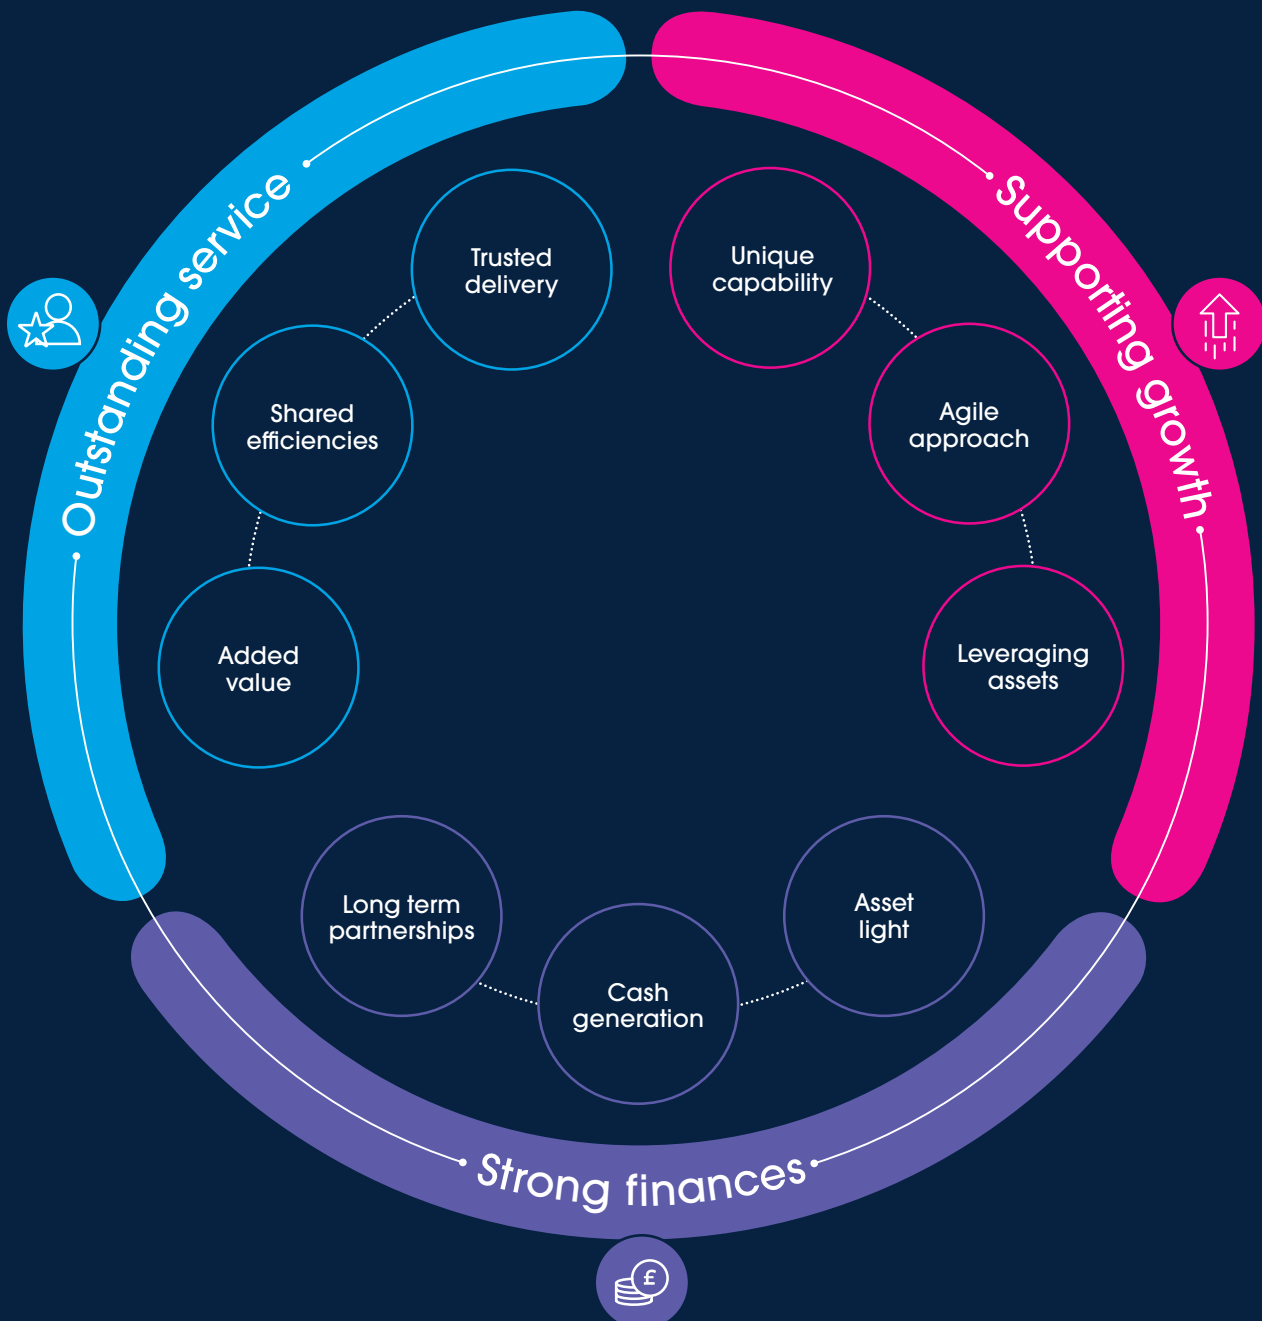 Outstanding service
Trusted
delivery
Shared
efficiencies
Added
value
Supporting growth
Unique
capability
Agile
approach
Leveraging
assets
Long term
partnerships
Cash
generation
Asset
light
Strong finances
£